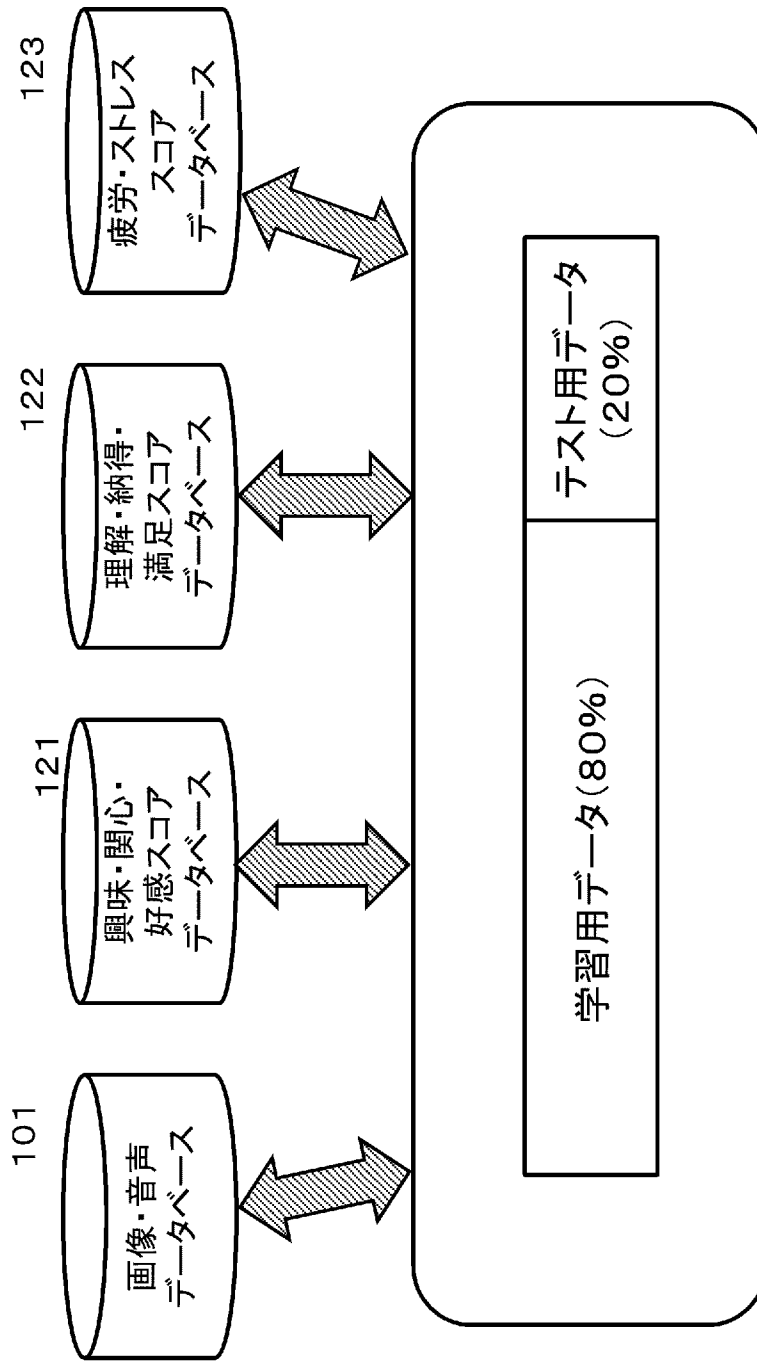 101
画像・音声
データベース
121
興味・関心・
好感スコア
データベース
122
理解・納得・
満足スコア
データベース
123
疲労・ストレス
スコア
データベース
学習用データ(80%)
テスト用データ
(20%)